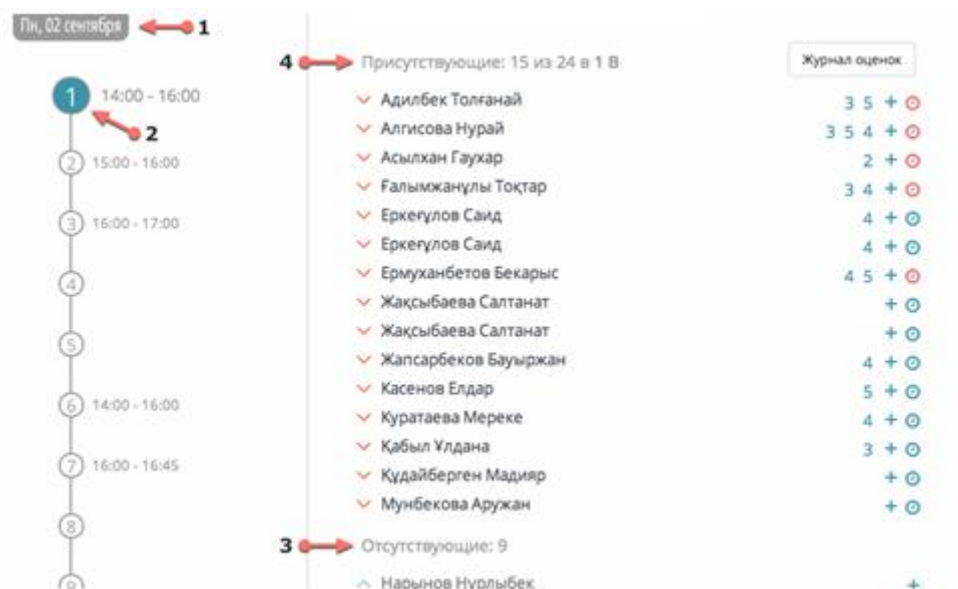 Пн, 02 сентября
1
4
Присутствующие: 15 из 24 в 1 В
Журнал оценок
1 14:00 - 16:00
2
2 15:00 - 16:00
3 16:00 - 17:00
4
5
6 14:00 - 16:00
7 16:00 - 16:45
8
9
Адилбек Толғанай 3 5 +
Алгисова Нурай 3 5 4 +
Асылхан Гаухар 2 +
Ғалымжанұлы Тоқтар 3 4 +
Еркеғұлов Саид 4 +
Еркеғұлов Саид 4 +
Ермуханбетов Бекарыс 4 5 +
Жақсыбаева Салтанат +
Жақсыбаева Салтанат +
Жапсарбеков Бауыржан 4 +
Касенов Елдар 5 +
Куратаева Мереке 4 +
Қабыл Ұлдана 3 +
Құдайберген Мадияр +
Мунбекова Аружан +
3
Отсутствующие: 9
Нарынов Нурлыбек +